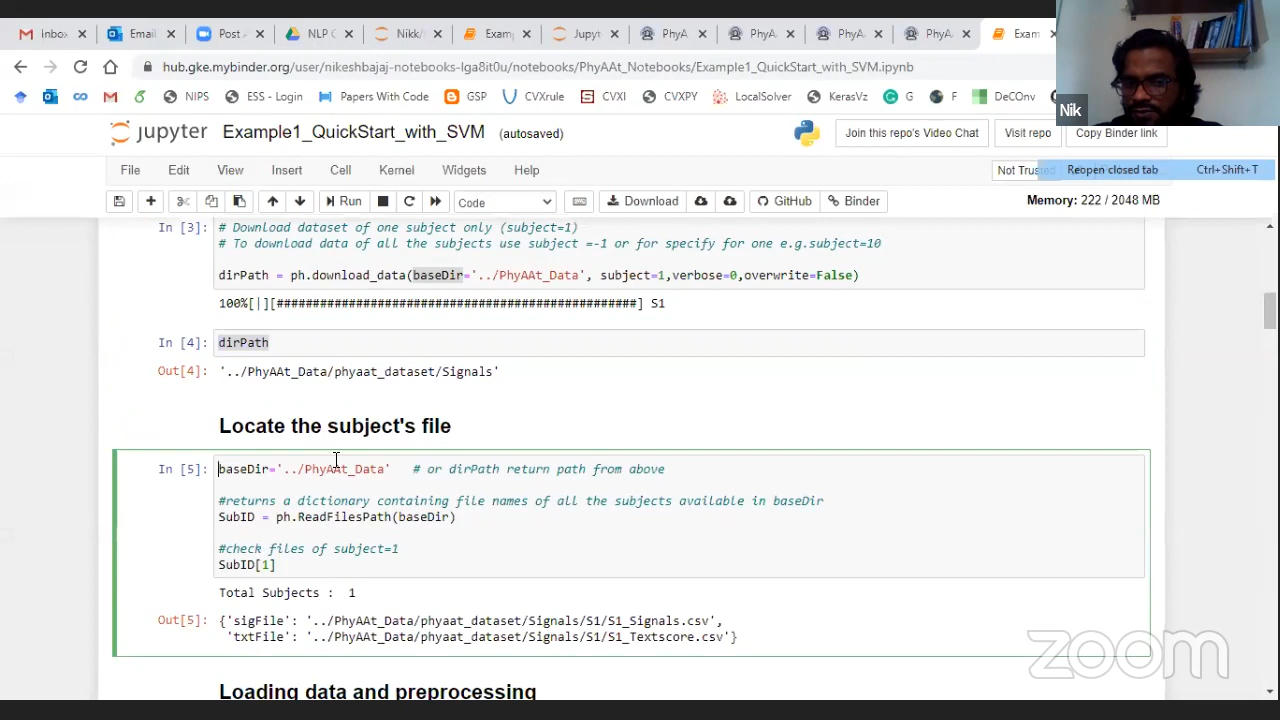 Inbox
Email
Post A
NLP C
Nikk/
Examp
Jupyt
PhyA
PhyA
PhyA
PhyA
Exam
Nik
hub.gke.mybinder.org/user/nikeshbajaj-notebooks-lga8it0u/notebooks/PhyAAt_Notebooks/Example1_QuickStart_with_SVM.ipynb
NIPS
ESS - Login
Papers With Code
GSP
CVXrule
CVXI
CVXPY
LocalSolver
KerasVz
G
F
DeCOnv
jupyter Example1_QuickStart_with_SVM (autosaved)
Join this repo's Video Chat
Visit repo
Copy Binder link
File Edit View Insert Cell Kernel Widgets Help
Not Trusted
Reopen closed tab Ctrl+Shift+T
Run
Code
Download
GitHub
Binder
Memory: 222 / 2048 MB
In [3]:
# Download dataset of one subject only (subject=1)
# To download data of all the subjects use subject =-1 or for specify for one e.g.subject=10
dirPath = ph.download_data(baseDir='../PhyAAt_Data', subject=1,verbose=0,overwrite=False)
100%[|][##################################################] S1
In [4]: dirPath
Out[4]: '../PhyAAt_Data/phyaat_dataset/Signals'
Locate the subject's file
In [5]: baseDir='../PhyAAt_Data' # or dirPath return path from above
#returns a dictionary containing file names of all the subjects available in baseDir
SubID = ph.ReadFilesPath(baseDir)
#check files of subject=1
SubID[1]
Total Subjects : 1
Out[5]: {'sigFile': '../PhyAAt_Data/phyaat_dataset/Signals/S1/S1_Signals.csv',
'txtFile': '../PhyAAt_Data/phyaat_dataset/Signals/S1/S1_Textscore.csv'}
zoom
Loading data and preprocessing